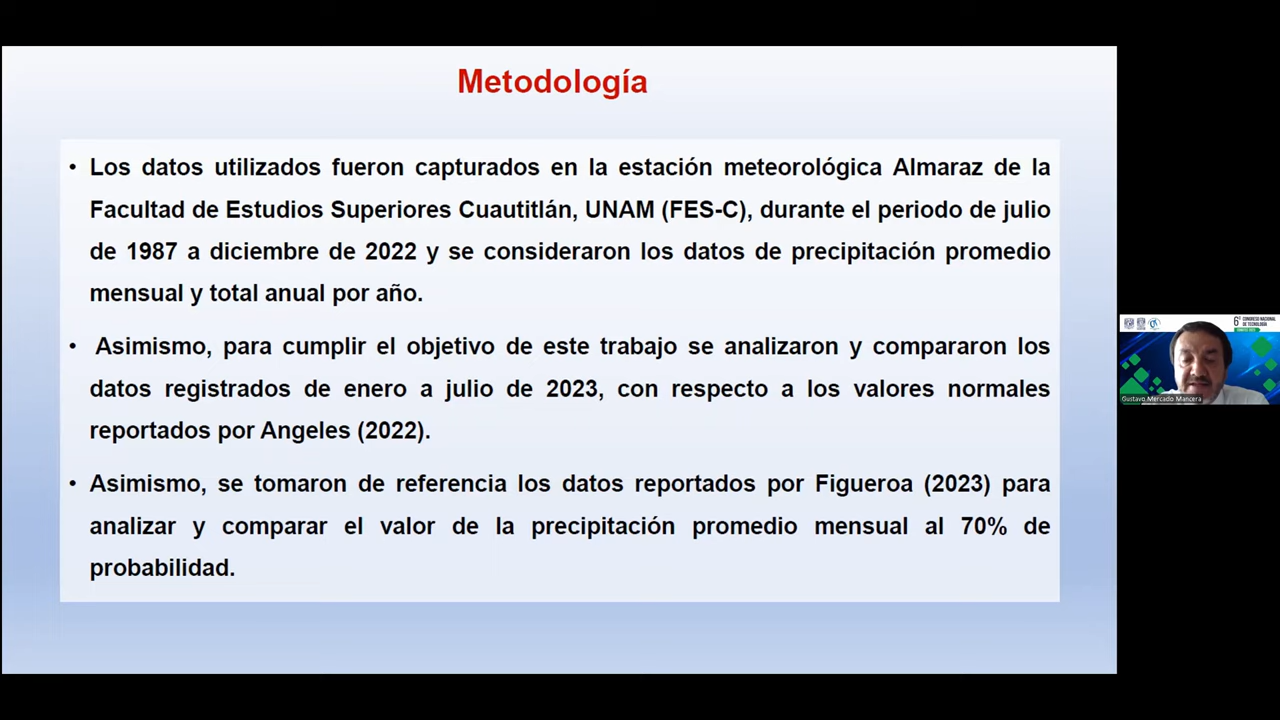 Metodología
• Los datos utilizados fueron capturados en la estación meteorológica Almaraz de la
Facultad de Estudios Superiores Cuautitlán, UNAM (FES-C), durante el periodo de julio
de 1987 a diciembre de 2022 y se consideraron los datos de precipitación promedio
mensual y total anual por año.
• Asimismo, para cumplir el objetivo de este trabajo se analizaron y compararon los
datos registrados de enero a julio de 2023, con respecto a los valores normales
reportados por Angeles (2022).
• Asimismo, se tomaron de referencia los datos reportados por Figueroa (2023) para
analizar y comparar el valor de la precipitación promedio mensual al 70% de
probabilidad.
6° CONGRESO NACIONAL
DE TECNOLOGÍA
Gustavo Mercado Mancera